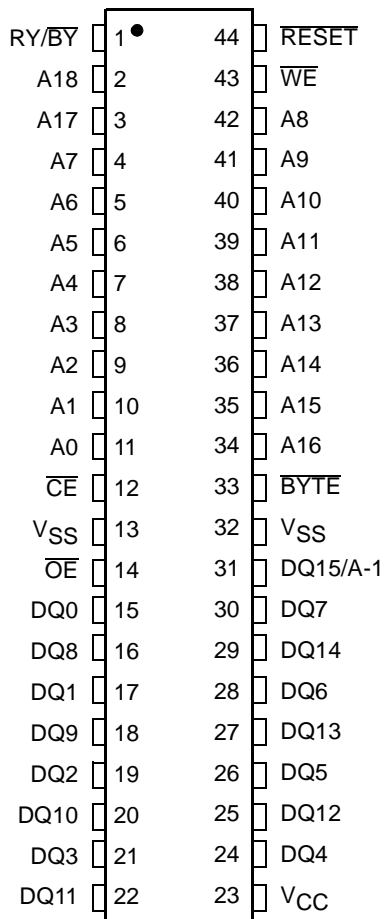 RY/BY 1 44 RESET
A18 2 43 WE
A17 3 42 A8
A7 4 41 A9
A6 5 40 A10
A5 6 39 A11
A4 7 38 A12
A3 8 37 A13
A2 9 36 A14
A1 10 35 A15
A0 11 34 A16
CE 12 33 BYTE
VSS 13 32 VSS
OE 14 31 DQ15/A-1
DQ0 15 30 DQ7
DQ8 16 29 DQ14
DQ1 17 28 DQ6
DQ9 18 27 DQ13
DQ2 19 26 DQ5
DQ10 20 25 DQ12
DQ3 21 24 DQ4
DQ11 22 23 VCC